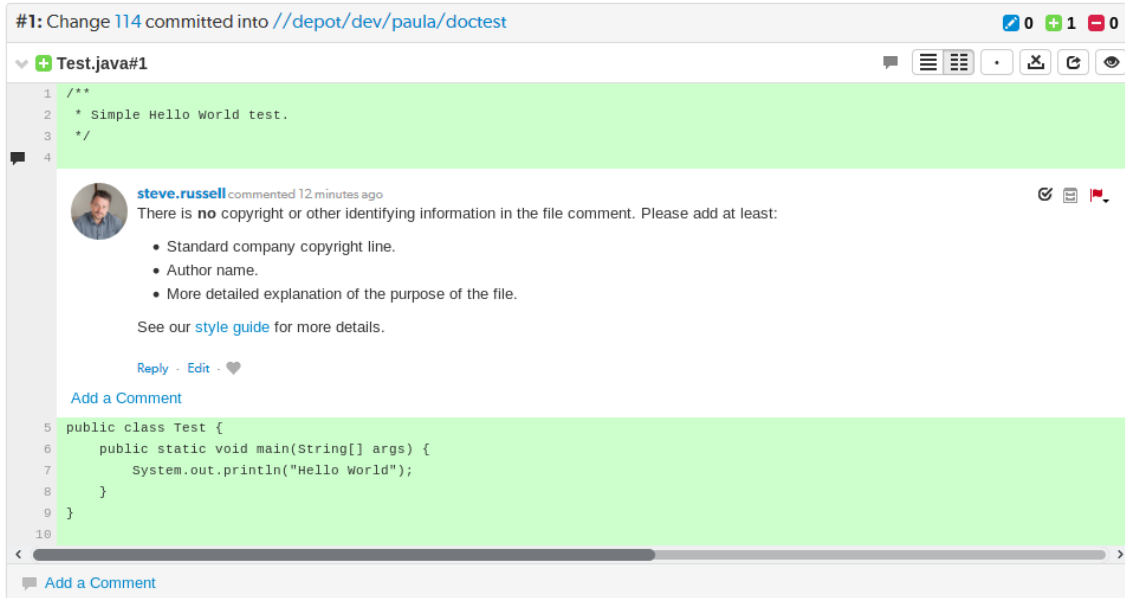 #1: Change 114 committed into //depot/dev/paula/doctest 0 1 0
Test.java#1
1 /**
2  * Simple Hello World test.
3  */
4
steve.russell commented 12 minutes ago
There is no copyright or other identifying information in the file comment. Please add at least:
• Standard company copyright line.
• Author name.
• More detailed explanation of the purpose of the file.
See our style guide for more details.
Reply · Edit ·
Add a Comment
5 public class Test {
6     public static void main(String[] args) {
7         System.out.println("Hello World");
8     }
9 }
10
Add a Comment